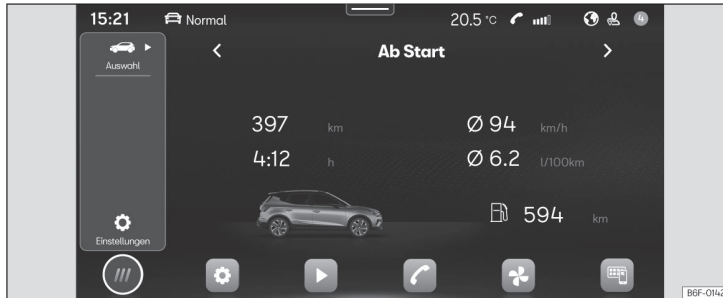 15:21 Normal 20.5 °C 4
Auswahl
Ab Start
397 km Ø 94 km/h
4:12 h Ø 6.2 l/100km
594 km
Einstellungen
B6F-0142